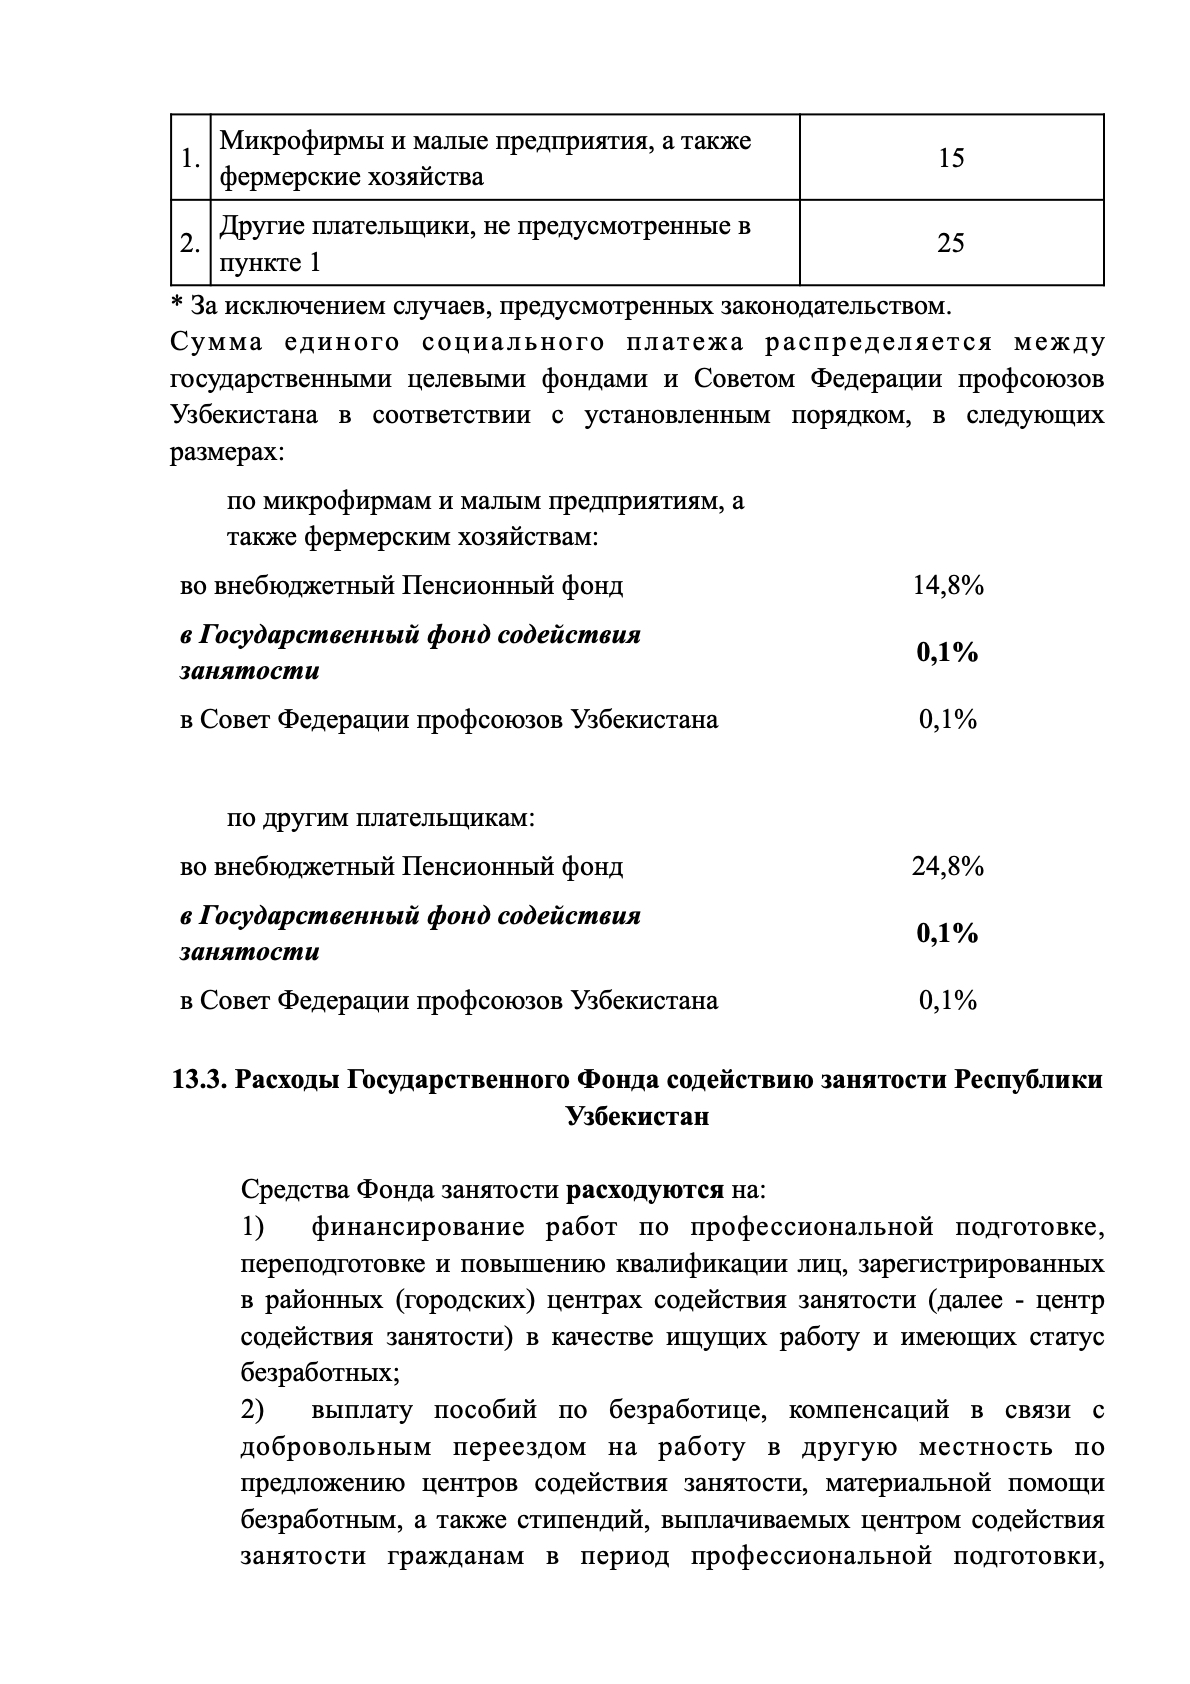 1. Микрофирмы и малые предприятия, а также
фермерские хозяйства 15
2. Другие плательщики, не предусмотренные в
пункте 1 25
* За исключением случаев, предусмотренных законодательством.
Сумма единого социального платежа распределяется между
государственными целевыми фондами и Советом Федерации профсоюзов
Узбекистана в соответствии с установленным порядком, в следующих
размерах:
по микрофирмам и малым предприятиям, а
также фермерским хозяйствам:
во внебюджетный Пенсионный фонд 14,8%
в Государственный фонд содействия
занятости 0,1%
в Совет Федерации профсоюзов Узбекистана 0,1%
по другим плательщикам:
во внебюджетный Пенсионный фонд 24,8%
в Государственный фонд содействия
занятости 0,1%
в Совет Федерации профсоюзов Узбекистана 0,1%
13.3. Расходы Государственного Фонда содействию занятости Республики
Узбекистан
Средства Фонда занятости расходуются на:
1) финансирование работ по профессиональной подготовке,
переподготовке и повышению квалификации лиц, зарегистрированных
в районных (городских) центрах содействия занятости (далее - центр
содействия занятости) в качестве ищущих работу и имеющих статус
безработных;
2) выплату пособий по безработице, компенсаций в связи с
добровольным переездом на работу в другую местность по
предложению центров содействия занятости, материальной помощи
безработным, а также стипендий, выплачиваемых центром содействия
занятости гражданам в период профессиональной подготовки,